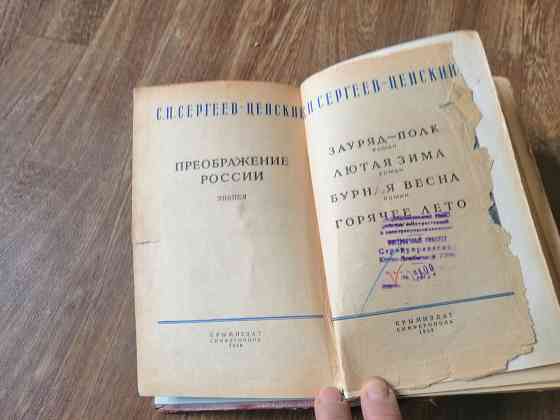 С.Н.СЕРГЕЕВ-ЦЕНСКИЙ
ПРЕОБРАЖЕНИЕ
РОССИИ
ЭПОПЕЯ
КРЫМИЗДАТ
СИМФЕРОПОЛЬ
Н.СЕРГЕЕВ-ЦЕНСКИЙ
ЗАУРЯД-ПОЛК
РОМАН
ЛЮТАЯ ЗИМА
РОМАН
БУРНАЯ ВЕСНА
РОМАН
ГОРЯЧЕЕ ЛЕТО
КРЫМИЗДАТ
СИМФЕРОПОЛЬ